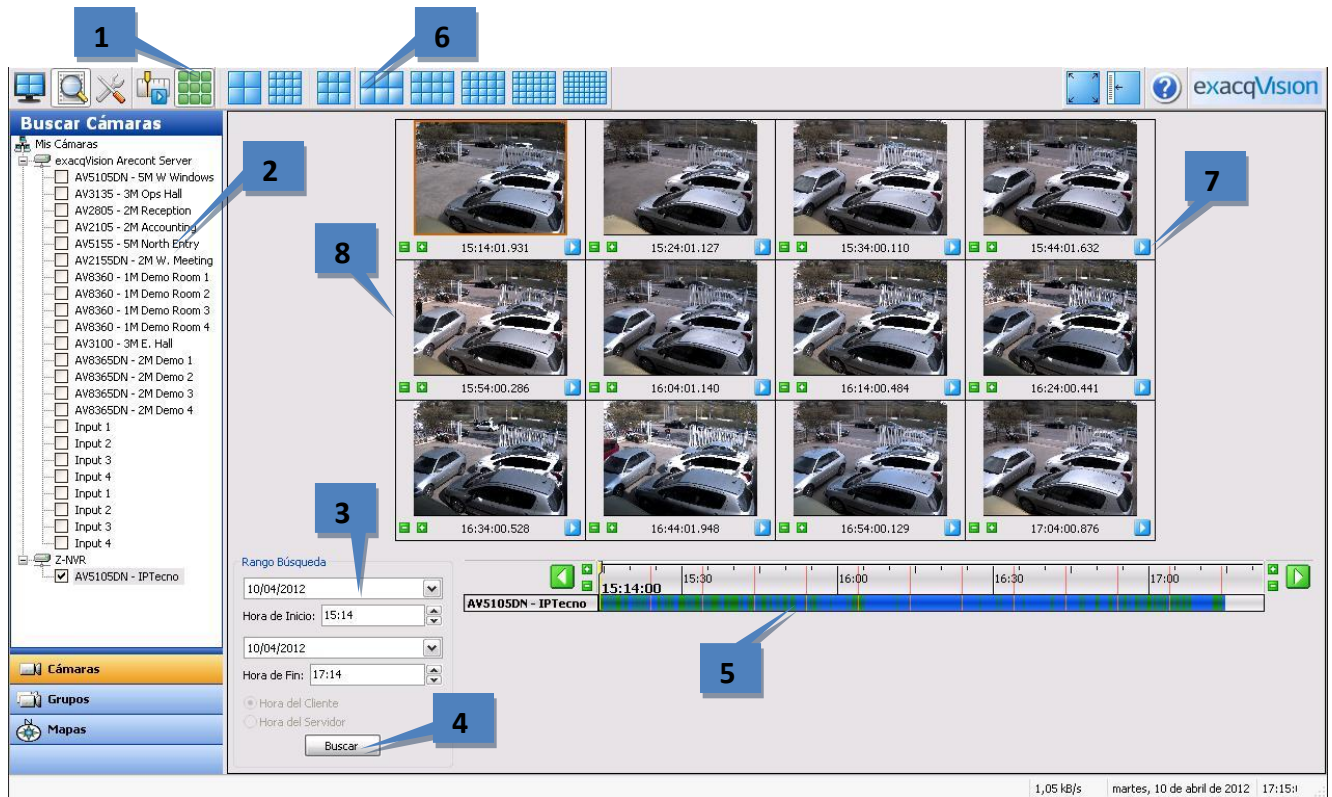 1
6
exacqVision
Buscar Cámaras
Mis Cámaras
exacqVision Arecont Server
AV5105DN - 5M W Windows
AV3135 - 3M Ops Hall
AV2805 - 2M Reception
AV2105 - 2M Accounting
AV5155 - 5M North Entry
AV2155DN - 2M W. Meeting
AV8360 - 1M Demo Room 1
AV8360 - 1M Demo Room 2
AV8360 - 1M Demo Room 3
AV8360 - 1M Demo Room 4
AV3100 - 3M E. Hall
AV8365DN - 2M Demo 1
AV8365DN - 2M Demo 2
AV8365DN - 2M Demo 3
AV8365DN - 2M Demo 4
Input 1
Input 2
Input 3
Input 4
Input 1
Input 2
Input 3
Input 4
Z-NVR
AV5105DN - IPTecno
Cámaras
Grupos
Mapas
2
7
8
15:14:01.931
15:24:01.127
15:34:00.110
15:44:01.632
15:54:00.286
16:04:01.140
16:14:00.484
16:24:00.441
16:34:00.528
16:44:01.948
16:54:00.129
17:04:00.876
3
Rango Búsqueda
10/04/2012
Hora de Inicio: 15:14
10/04/2012
Hora de Fin: 17:14
Hora del Cliente
Hora del Servidor
Buscar
4
15:14:00
15:30
16:00
16:30
17:00
AV5105DN - IPTecno
5
1,05 kB/s
martes, 10 de abril de 2012
17:15: